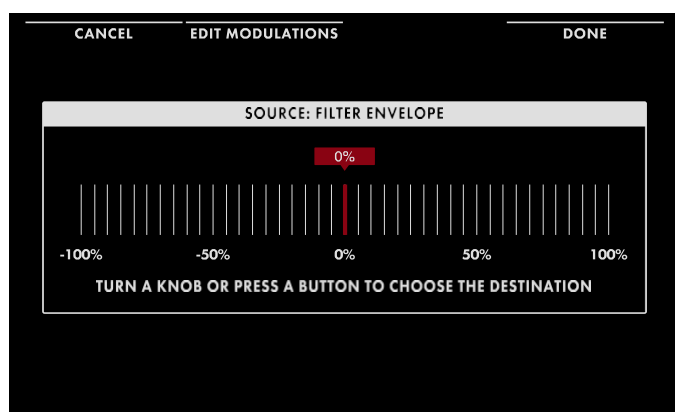 CANCEL EDIT MODULATIONS DONE
SOURCE: FILTER ENVELOPE
0%
-100% -50% 0% 50% 100%
TURN A KNOB OR PRESS A BUTTON TO CHOOSE THE DESTINATION